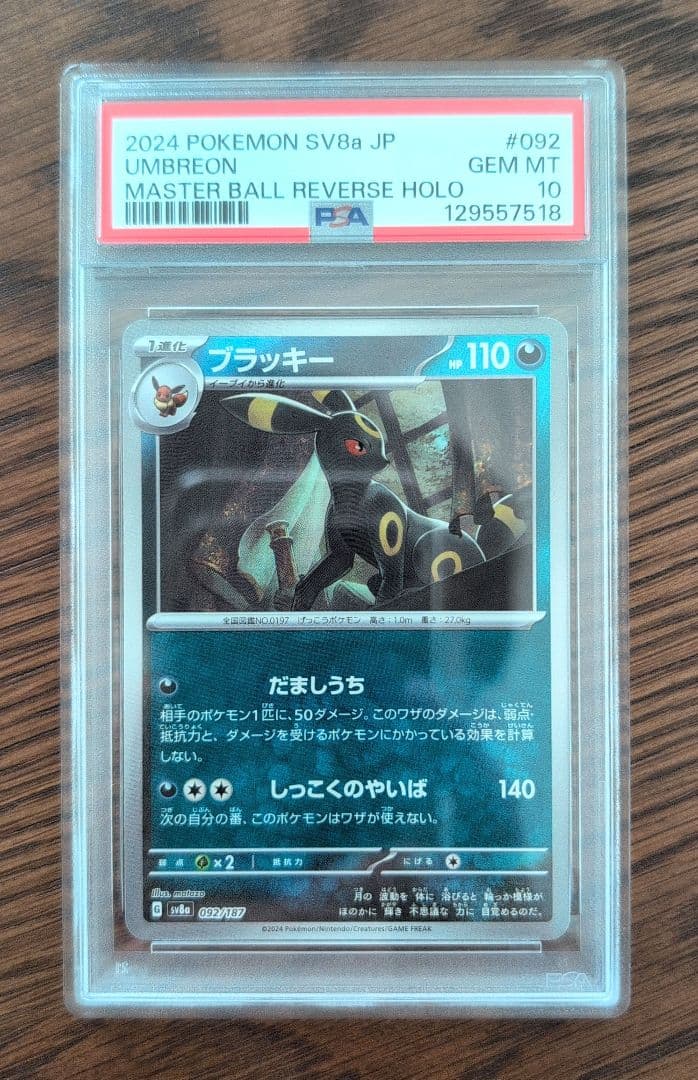 2024 POKEMON SV8a JP #092
UMBREON GEM MT
MASTER BALL REVERSE HOLO 10
PSA 129557518
1進化 ブラッキー HP 110
イーブイから進化
全国図鑑NO.0197 げっこうポケモン 高さ:1.0m 重さ:27.0kg
だましうち
相手のポケモン1匹に、50ダメージ。このワザのダメージは、弱点・
抵抗力と、ダメージを受けるポケモンにかかっている効果を計算
しない。
しっこくのやいば 140
次の自分の番、このポケモンはワザが使えない。
弱点 ×2 抵抗力 にげる
Illus. matazo
月の 波動を 体に 浴びると 輪っか模様が
G sv8a 092/187
ほのかに 輝き 不思議な 力に 目覚めるのだ。
©2024 Pokémon/Nintendo/Creatures/GAME FREAK
PSA